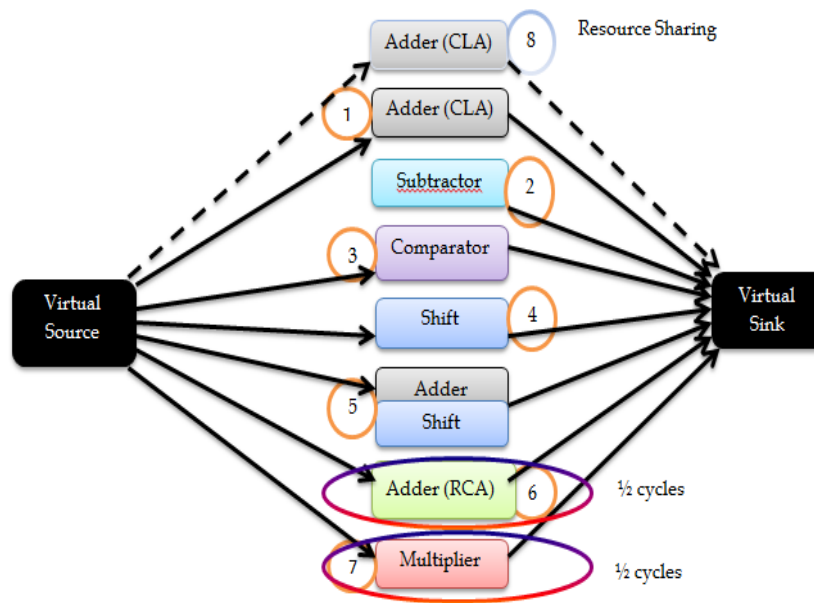 Adder (CLA)
8
Resource Sharing
1
Adder (CLA)
Subtractor
2
3
Comparator
Virtual
Source
Shift
4
Virtual
Sink
Adder
5
Shift
Adder (RCA)
6
½ cycles
7
Multiplier
½ cycles